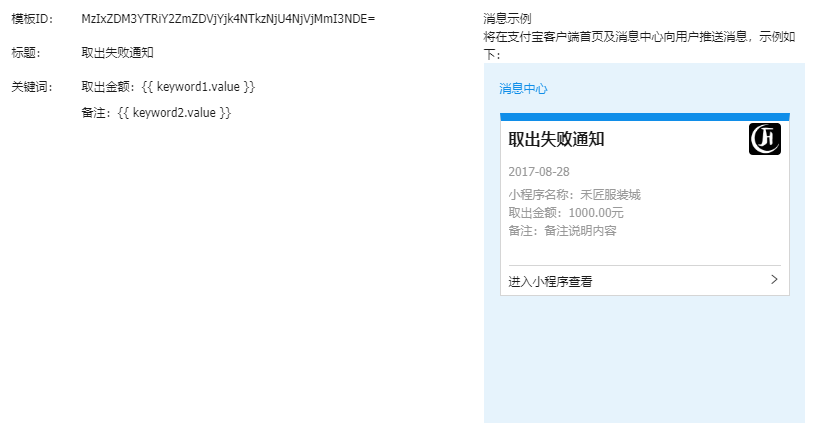 模板ID： MzIxZDM3YTRiY2ZmZDVjYjk4NTkzNjU4NjVjMmI3NDE=
标题： 取出失败通知
关键词： 取出金额：{{ keyword1.value }}
备注：{{ keyword2.value }}
消息示例
将在支付宝客户端首页及消息中心向用户推送消息，示例如
下：
消息中心
取出失败通知
2017-08-28
小程序名称：禾匠服装城
取出金额：1000.00元
备注：备注说明内容
进入小程序查看